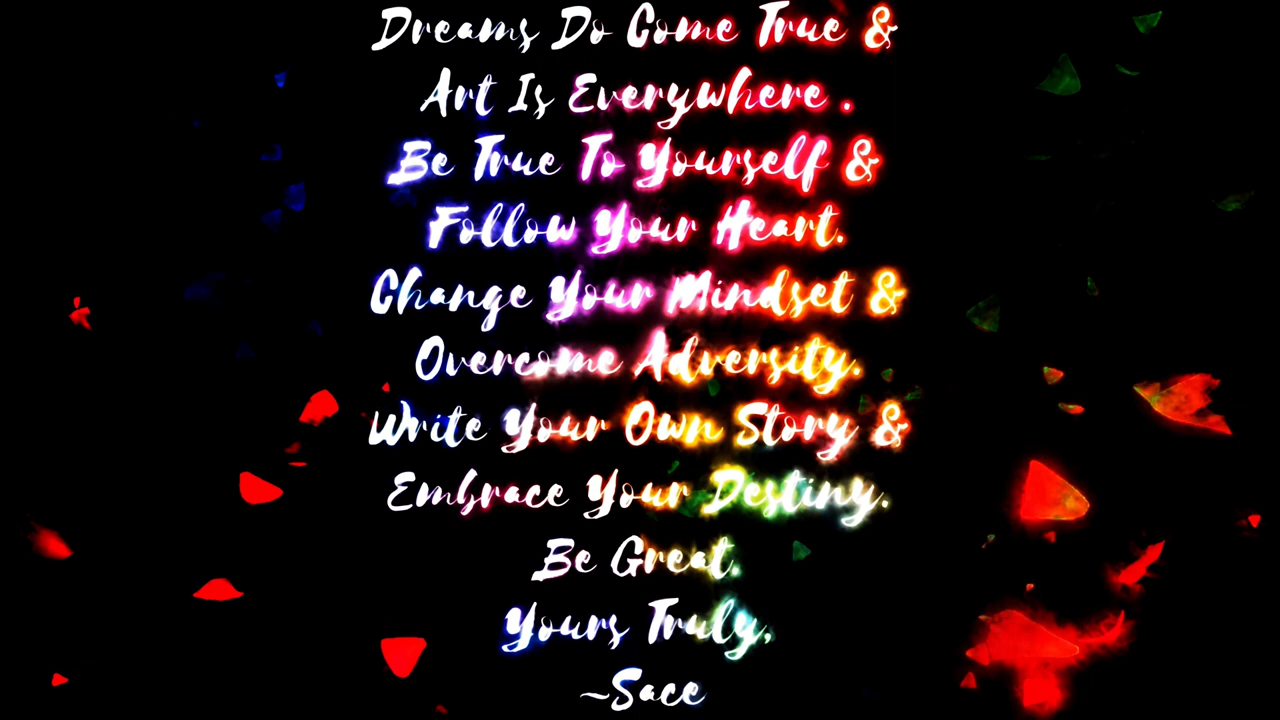 Dreams Do Come True &
Art Is Everywhere .
Be True To Yourself &
Follow Your Heart.
Change Your Mindset &
Overcome Adversity.
Write Your Own Story &
Embrace Your Destiny.
Be Great.
Yours Truly,
~Sace